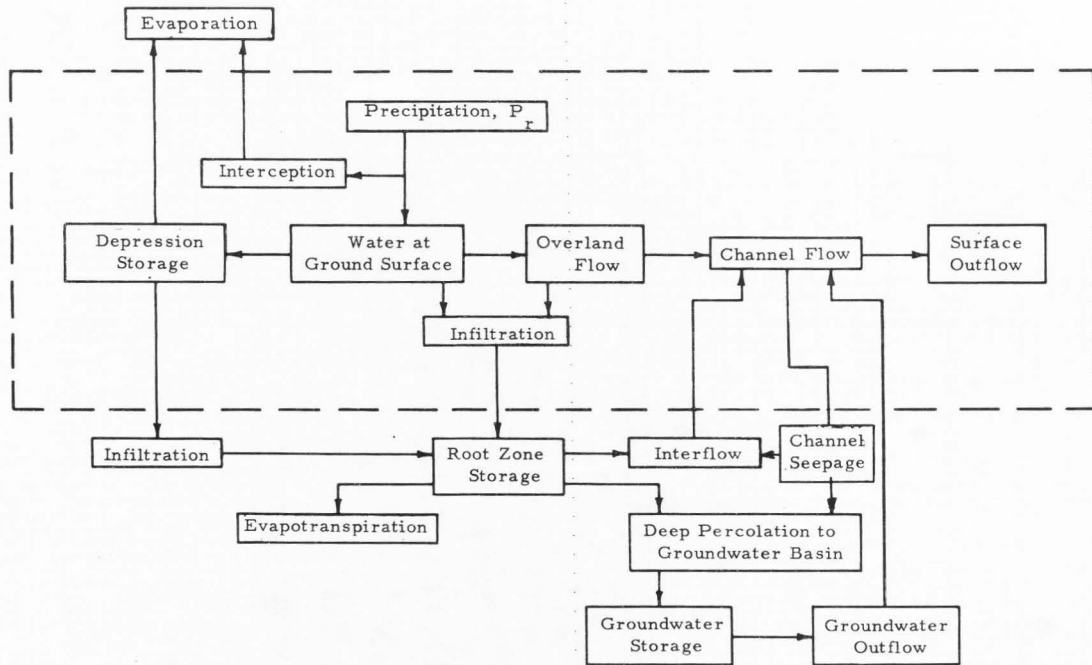 Evaporation
Precipitation, P
r
Interception
Depression
Storage
Water at
Ground Surface
Overland
Flow
Channel Flow
Surface
Outflow
Infiltration
Infiltration
Root Zone
Storage
Interflow
Channel
Seepage
Evapotranspiration
Deep Percolation to
Groundwater Basin
Groundwater
Storage
Groundwater
Outflow